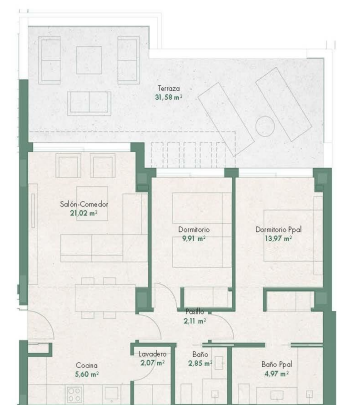 Terraza
31,58 m²
Salón-Comedor
21,02 m²
Dormitorio
9,91 m²
Dormitorio Ppal
13,97 m²
Pasillo
2,11 m²
Cocina
5,60 m²
Lavadero
2,07 m²
Baño
2,85 m²
Baño Ppal
4,97 m²